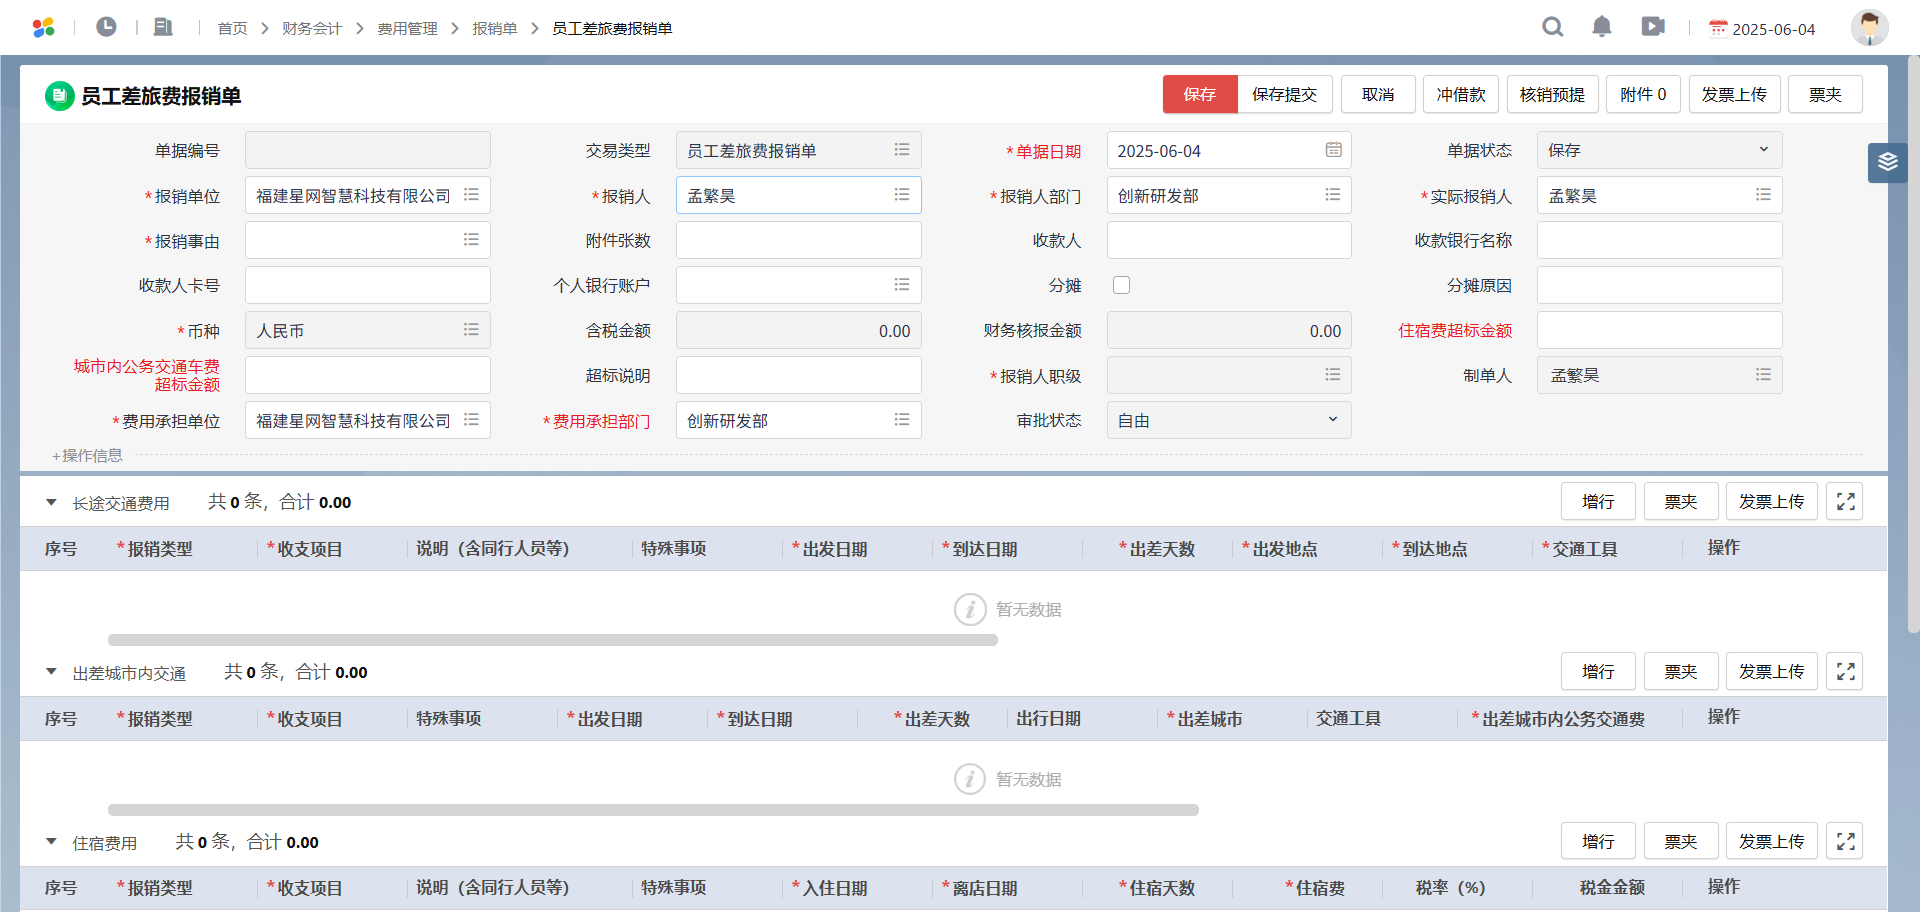 首页 > 财务会计 > 费用管理 > 报销单 > 员工差旅费报销单 2025-06-04
员工差旅费报销单 保存 保存提交 取消 冲借款 核销预提 附件 0 发票上传 票夹
单据编号 交易类型 员工差旅费报销单 *单据日期 2025-06-04 单据状态 保存
*报销单位 福建星网智慧科技有限公司 *报销人 孟繁昊 *报销人部门 创新研发部 *实际报销人 孟繁昊
*报销事由 附件张数 收款人 收款银行名称
收款人卡号 个人银行账户 分摊 分摊原因
*币种 人民币 含税金额 0.00 财务核报金额 0.00 住宿费超标金额
城市内公务交通车费
超标金额 超标说明 *报销人职级 制单人 孟繁昊
*费用承担单位 福建星网智慧科技有限公司 *费用承担部门 创新研发部 审批状态 自由
+操作信息
长途交通费用 共 0 条, 合计 0.00 增行 票夹 发票上传
序号 *报销类型 *收支项目 说明（含同行人员等） 特殊事项 *出发日期 *到达日期 *出差天数 *出发地点 *到达地点 *交通工具 操作
暂无数据
出差城市内交通 共 0 条, 合计 0.00 增行 票夹 发票上传
序号 *报销类型 *收支项目 特殊事项 *出发日期 *到达日期 *出差天数 出行日期 *出差城市 交通工具 *出差城市内公务交通费 操作
暂无数据
住宿费用 共 0 条, 合计 0.00 增行 票夹 发票上传
序号 *报销类型 *收支项目 说明（含同行人员等） 特殊事项 *入住日期 *离店日期 *住宿天数 *住宿费 税率（%） 税金金额 操作